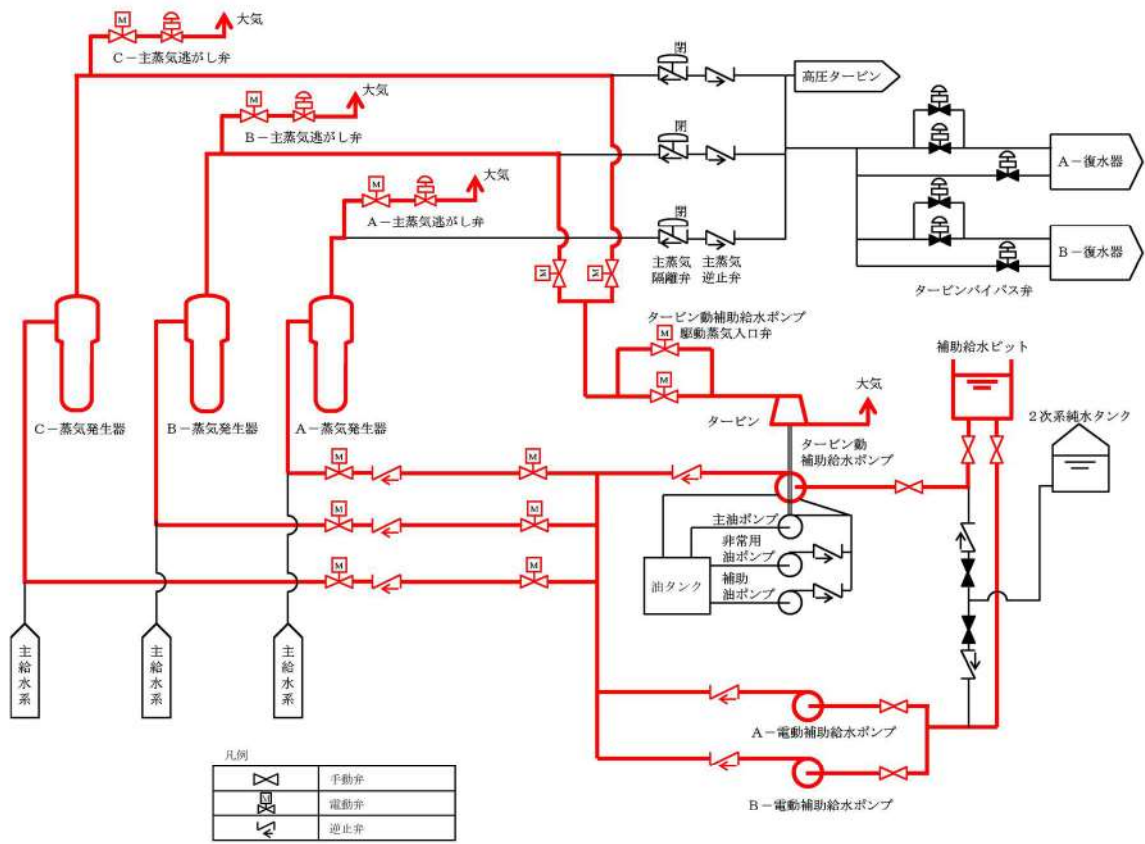 M
大気
C－主蒸気逃がし弁
閉
高圧タービン
M
大気
B－主蒸気逃がし弁
閉
A－復水器
M
大気
A－主蒸気逃がし弁
閉
主蒸気
隔離弁
主蒸気
逆止弁
B－復水器
タービンバイパス弁
M
M
タービン動補助給水ポンプ
駆動蒸気入口弁
M
M
補助給水ピット
大気
2次系純水タンク
C－蒸気発生器
B－蒸気発生器
A－蒸気発生器
タービン
タービン動
補助給水ポンプ
M
M
M
M
M
M
主油ポンプ
非常用
油ポンプ
補助
油ポンプ
油タンク
主給水系
主給水系
主給水系
A－電動補助給水ポンプ
B－電動補助給水ポンプ
凡例
手動弁
M
電動弁
逆止弁